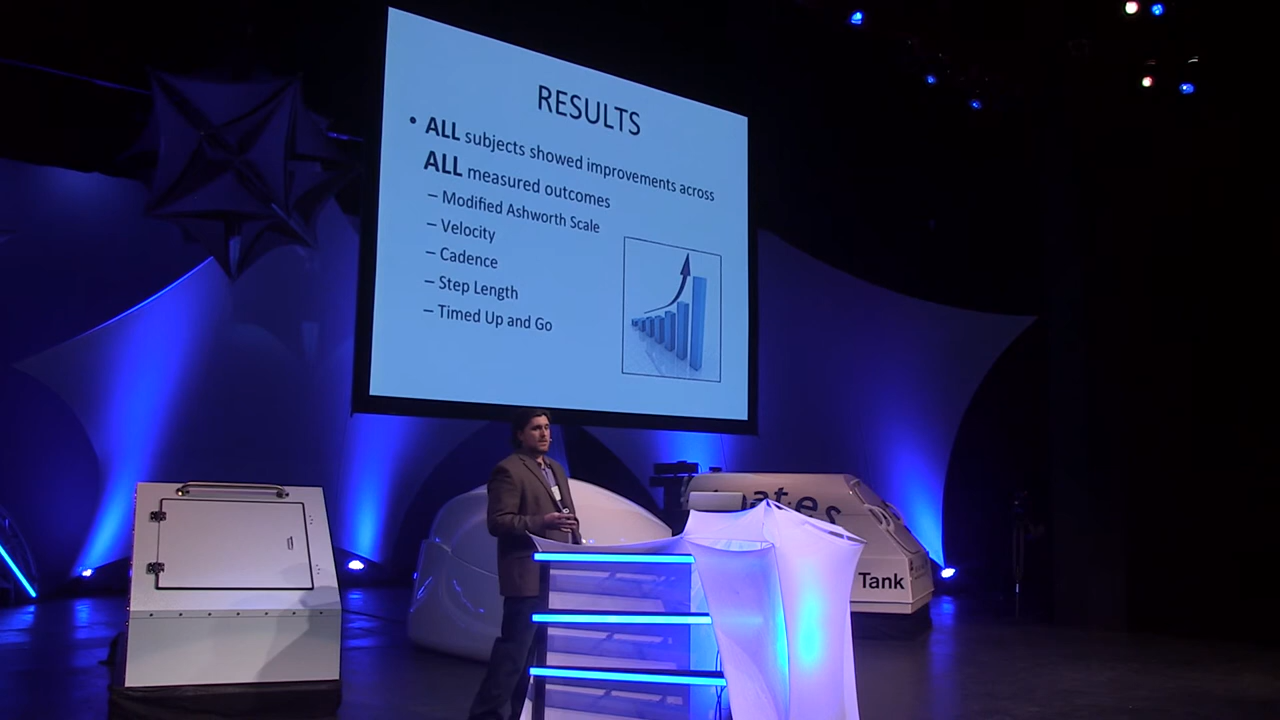 RESULTS
• ALL subjects showed improvements across
ALL measured outcomes
– Modified Ashworth Scale
– Velocity
– Cadence
– Step Length
– Timed Up and Go
Tank